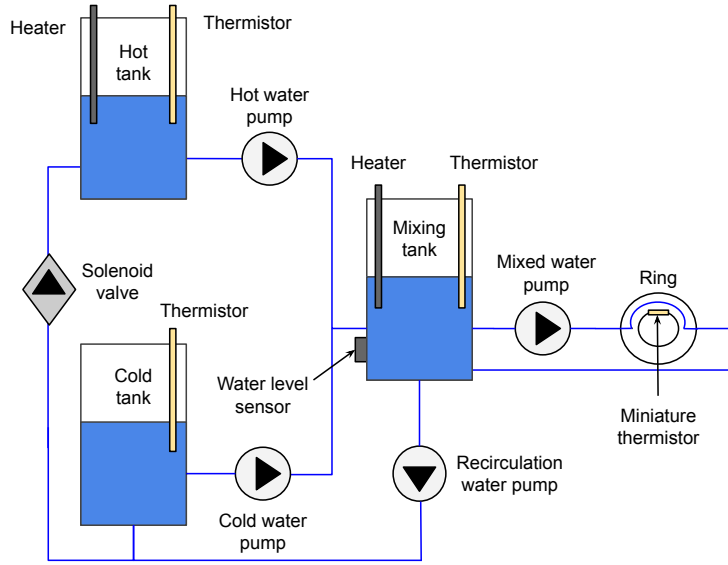 Heater
Thermistor
Hot
tank
Hot water
pump
Heater
Thermistor
Mixing
tank
Mixed water
pump
Ring
Solenoid
valve
Thermistor
Cold
tank
Water level
sensor
Miniature
thermistor
Recirculation
water pump
Cold water
pump